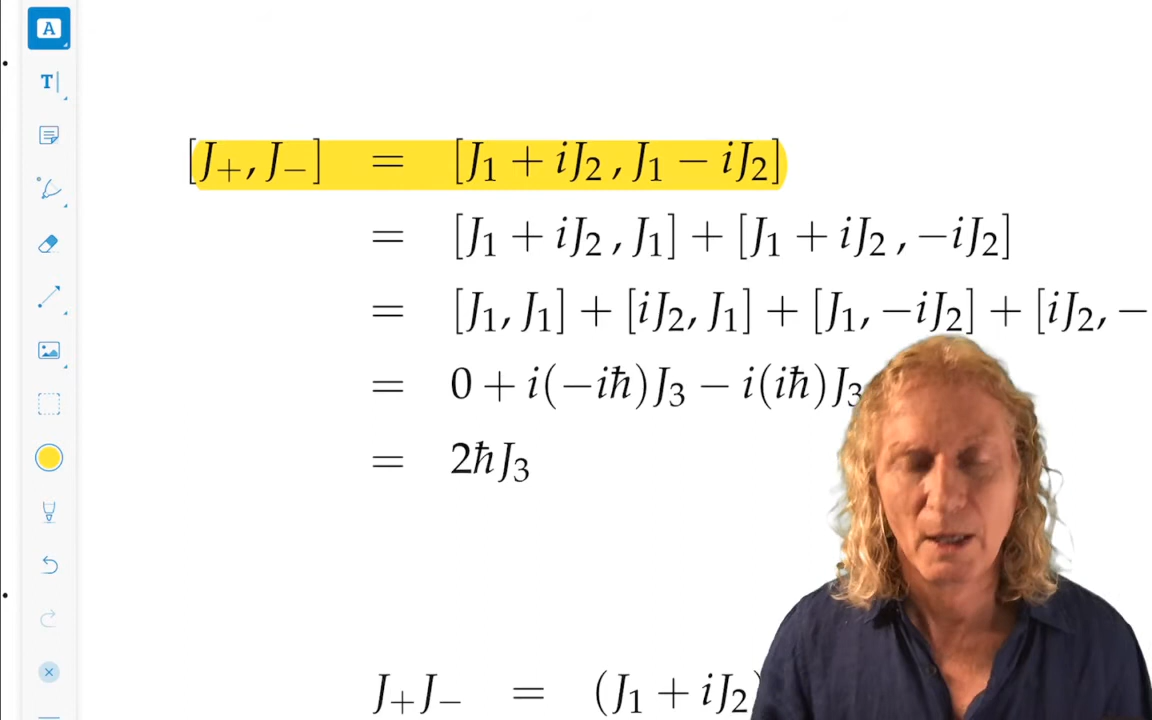 A
T
[J₊, J₋] = [J₁ + iJ₂ , J₁ − iJ₂]
= [J₁ + iJ₂ , J₁] + [J₁ + iJ₂ , −iJ₂]
= [J₁, J₁] + [iJ₂, J₁] + [J₁, −iJ₂] + [iJ₂, −
= 0 + i(−iħ)J₃ − i(iħ)J₃
= 2ħJ₃
J₊J₋ = (J₁ + iJ₂)